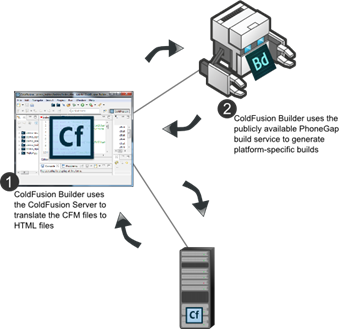 Bd
2
ColdFusion Builder uses the
publicly available PhoneGap
build service to generate
platform-specific builds
Cf
1
ColdFusion Builder uses
the ColdFusion Server to
translate the CFM files to
HTML files
Cf